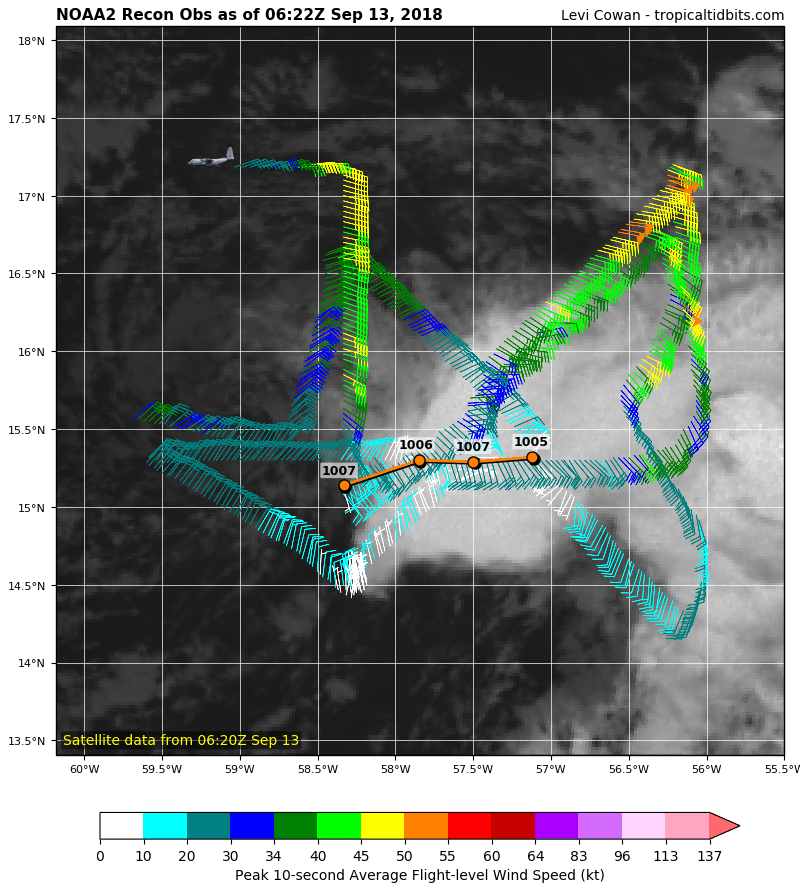 NOAA2 Recon Obs as of 06:22Z Sep 13, 2018
Levi Cowan - tropicaltidbits.com
18°N
17.5°N
17°N
16.5°N
16°N
15.5°N
15°N
14.5°N
14°N
13.5°N
1007
1006
1007
1005
Satellite data from 06:20Z Sep 13
60°W 59.5°W 59°W 58.5°W 58°W 57.5°W 57°W 56.5°W 56°W 55.5°W
0 10 20 30 34 40 45 50 55 60 64 83 96 113 137
Peak 10-second Average Flight-level Wind Speed (kt)